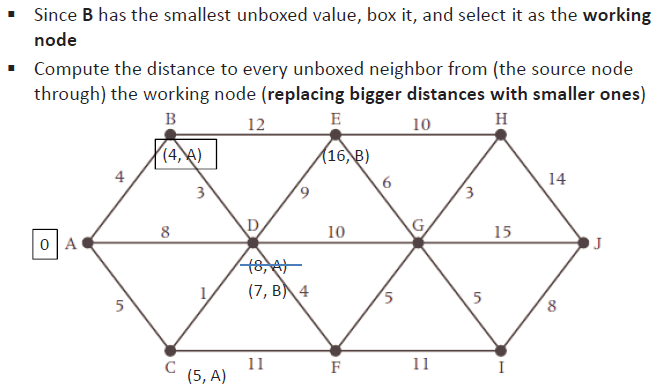 ▪ Since B has the smallest unboxed value, box it, and select it as the working
node
▪ Compute the distance to every unboxed neighbor from (the source node
through) the working node (replacing bigger distances with smaller ones)
B 12 E 10 H
(4, A) (16, B)
4 3 9 6 3 14
0 A 8 D 10 G 15 J
(8, A)
(7, B) 4
5 1 5 5 8
C (5, A) 11 F 11 I